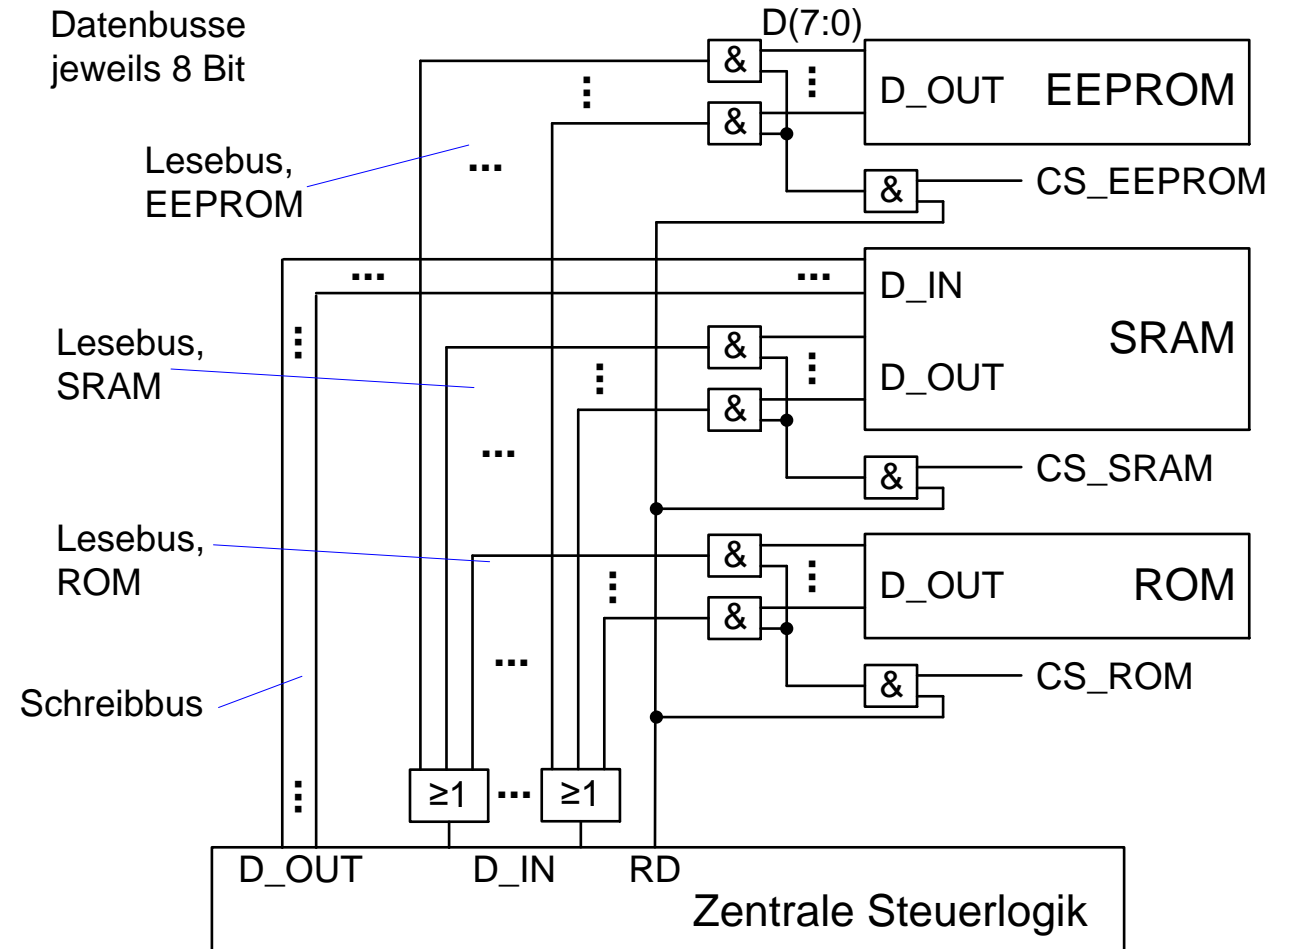 Datenbusse
jeweils 8 Bit
D(7:0)
&
D_OUT
EEPROM
&
Lesebus,
EEPROM
&
CS_EEPROM
D_IN
SRAM
Lesebus,
SRAM
&
D_OUT
&
&
CS_SRAM
Lesebus,
ROM
&
D_OUT
ROM
&
&
CS_ROM
Schreibbus
≥1
≥1
D_OUT
D_IN
RD
Zentrale Steuerlogik